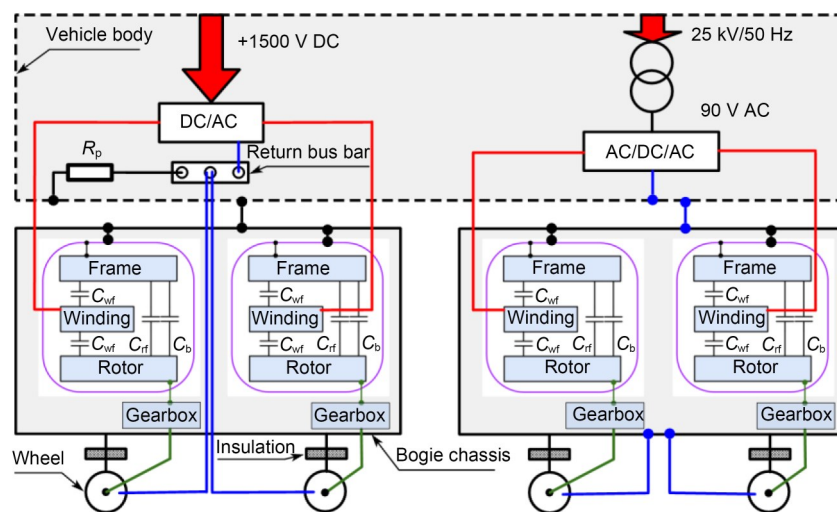 Vehicle body
+1500 V DC
25 kV/50 Hz
DC/AC
90 V AC
Rp
Return bus bar
AC/DC/AC
Frame
Frame
Frame
Frame
Cwf
Cwf
Cwf
Cwf
Winding
Winding
Winding
Winding
Cwf Crf Cb
Cwf Crf Cb
Cwf Crf Cb
Cwf Crf Cb
Rotor
Rotor
Rotor
Rotor
Gearbox
Gearbox
Gearbox
Gearbox
Wheel
Insulation
Bogie chassis